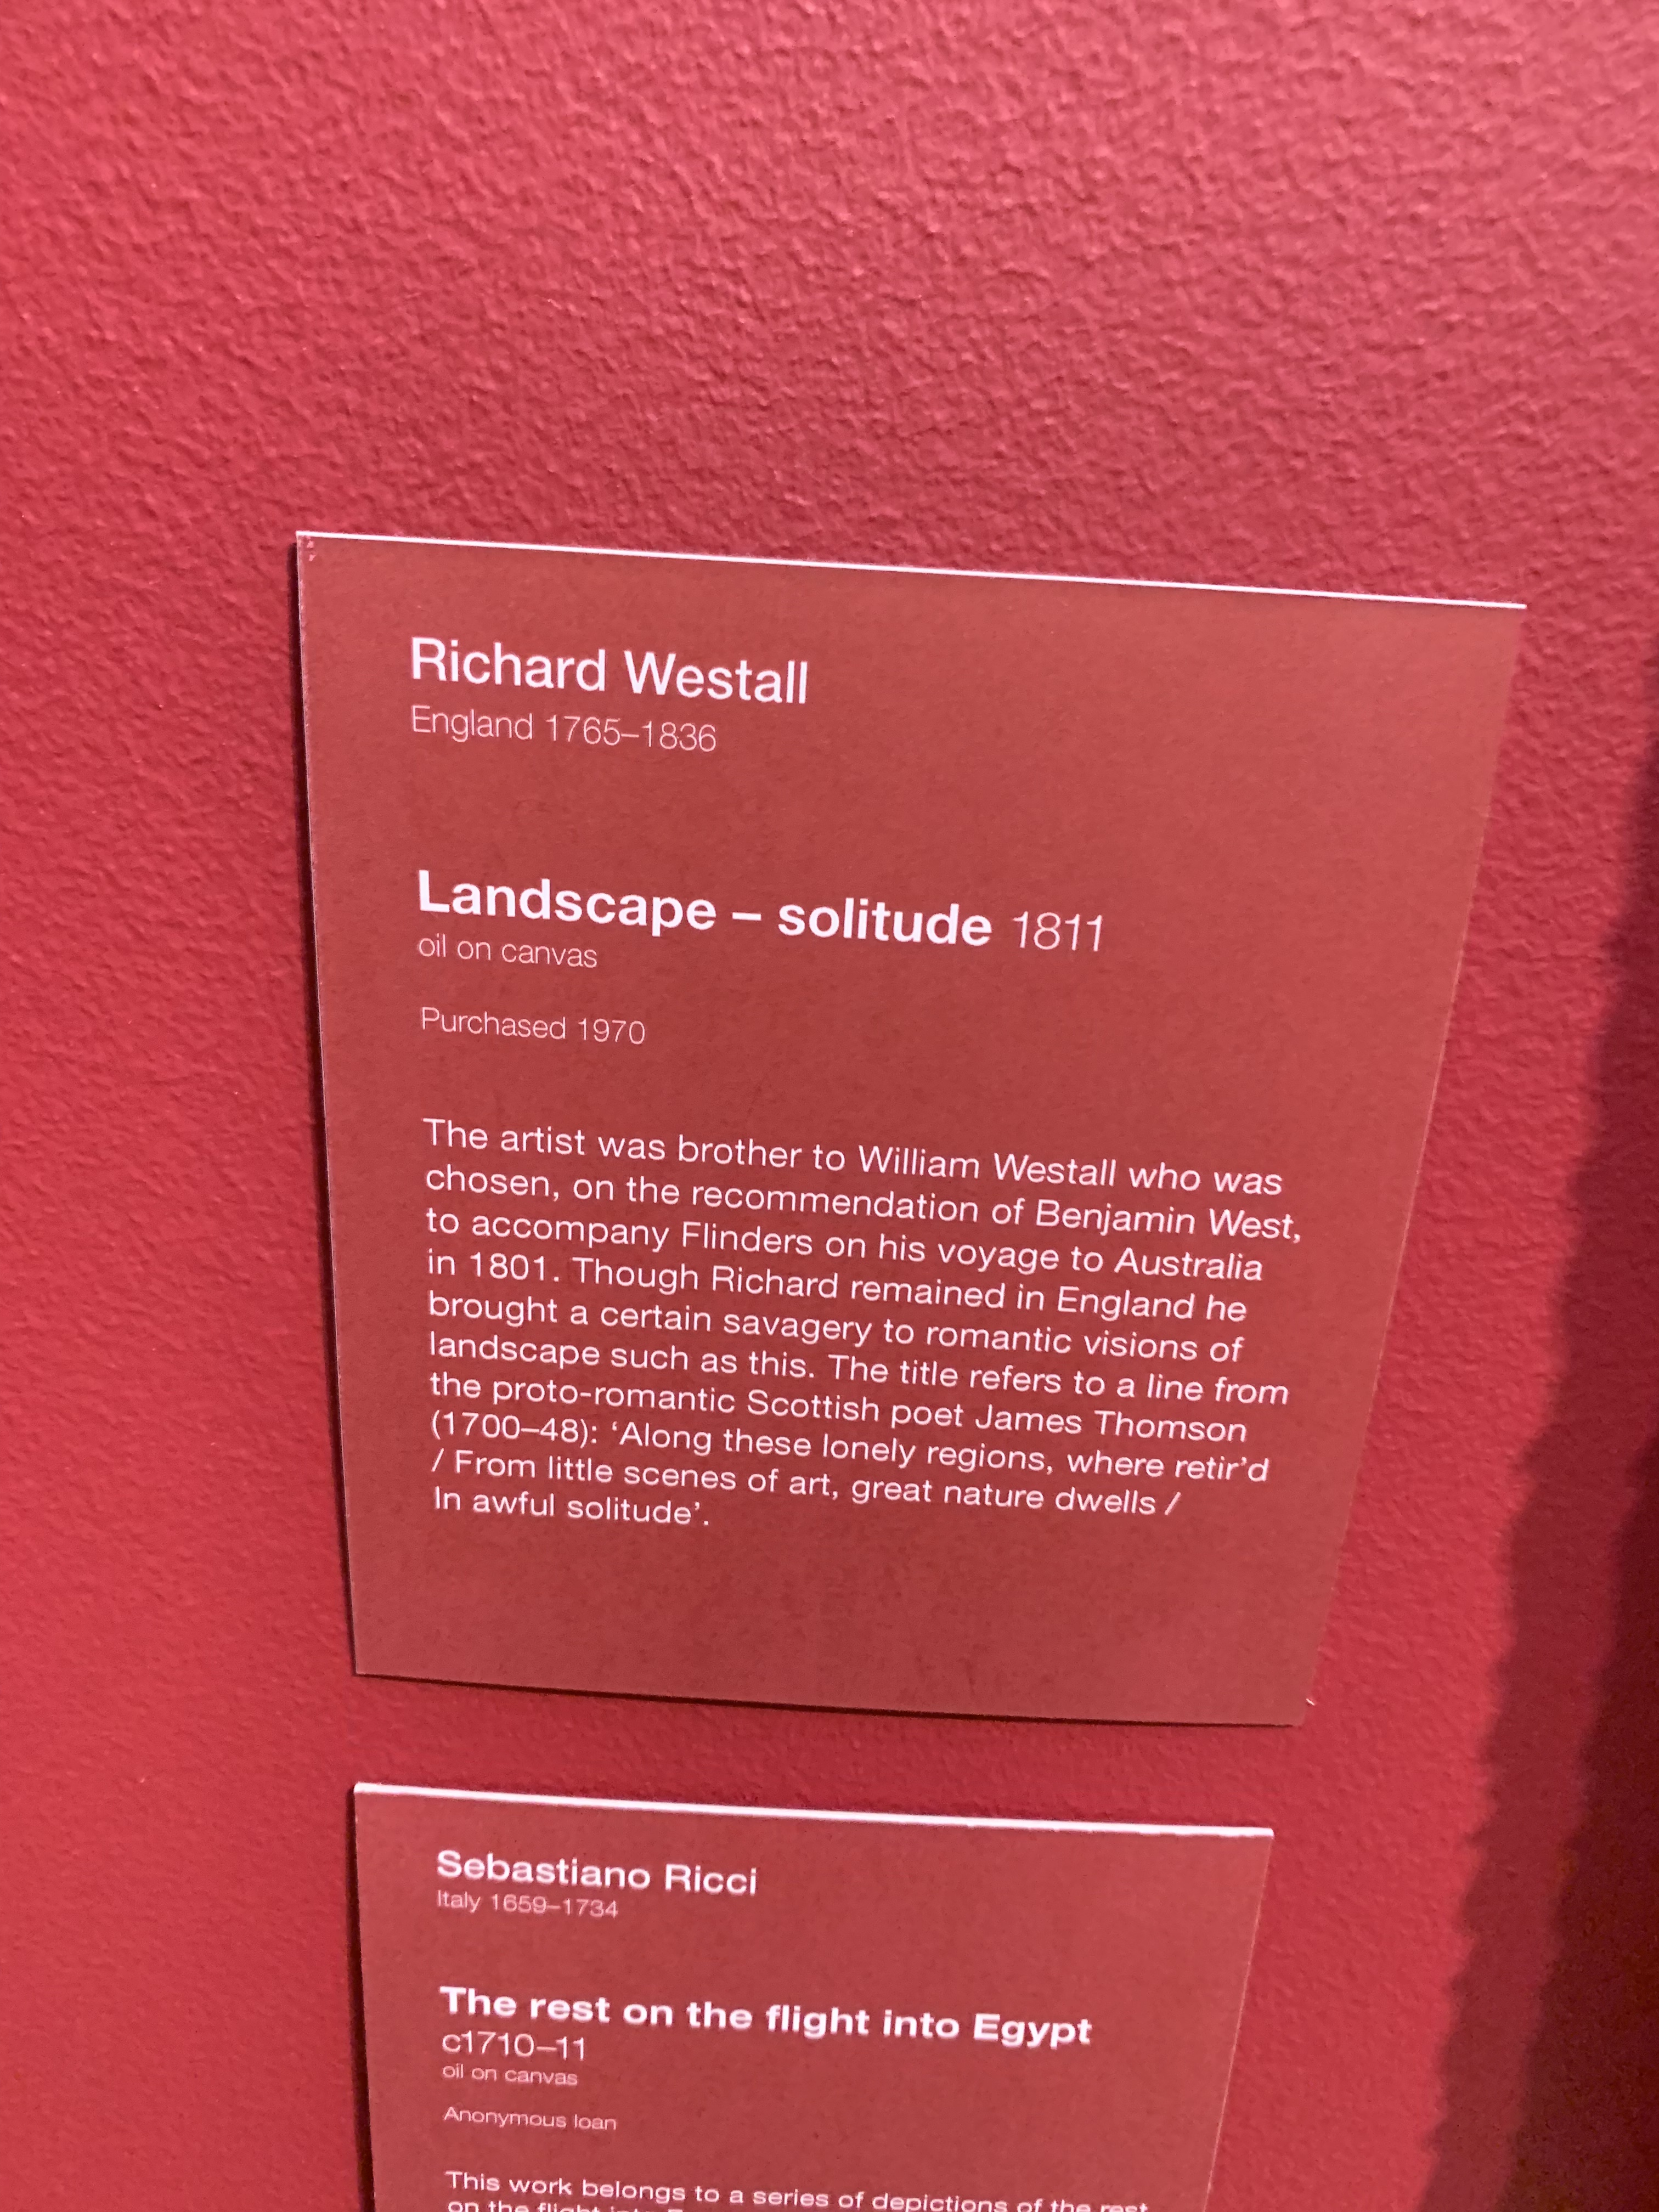 Richard Westall
England 1765–1836
Landscape – solitude 1811
oil on canvas
Purchased 1970
The artist was brother to William Westall who was
chosen, on the recommendation of Benjamin West,
to accompany Flinders on his voyage to Australia
in 1801. Though Richard remained in England he
brought a certain savagery to romantic visions of
landscape such as this. The title refers to a line from
the proto-romantic Scottish poet James Thomson
(1700–48): ‘Along these lonely regions, where retir’d
/ From little scenes of art, great nature dwells /
In awful solitude’.
Sebastiano Ricci
Italy 1659–1734
The rest on the flight into Egypt
c1710–11
oil on canvas
Anonymous loan
This work belongs to a series of depictions of the rest
on the flight